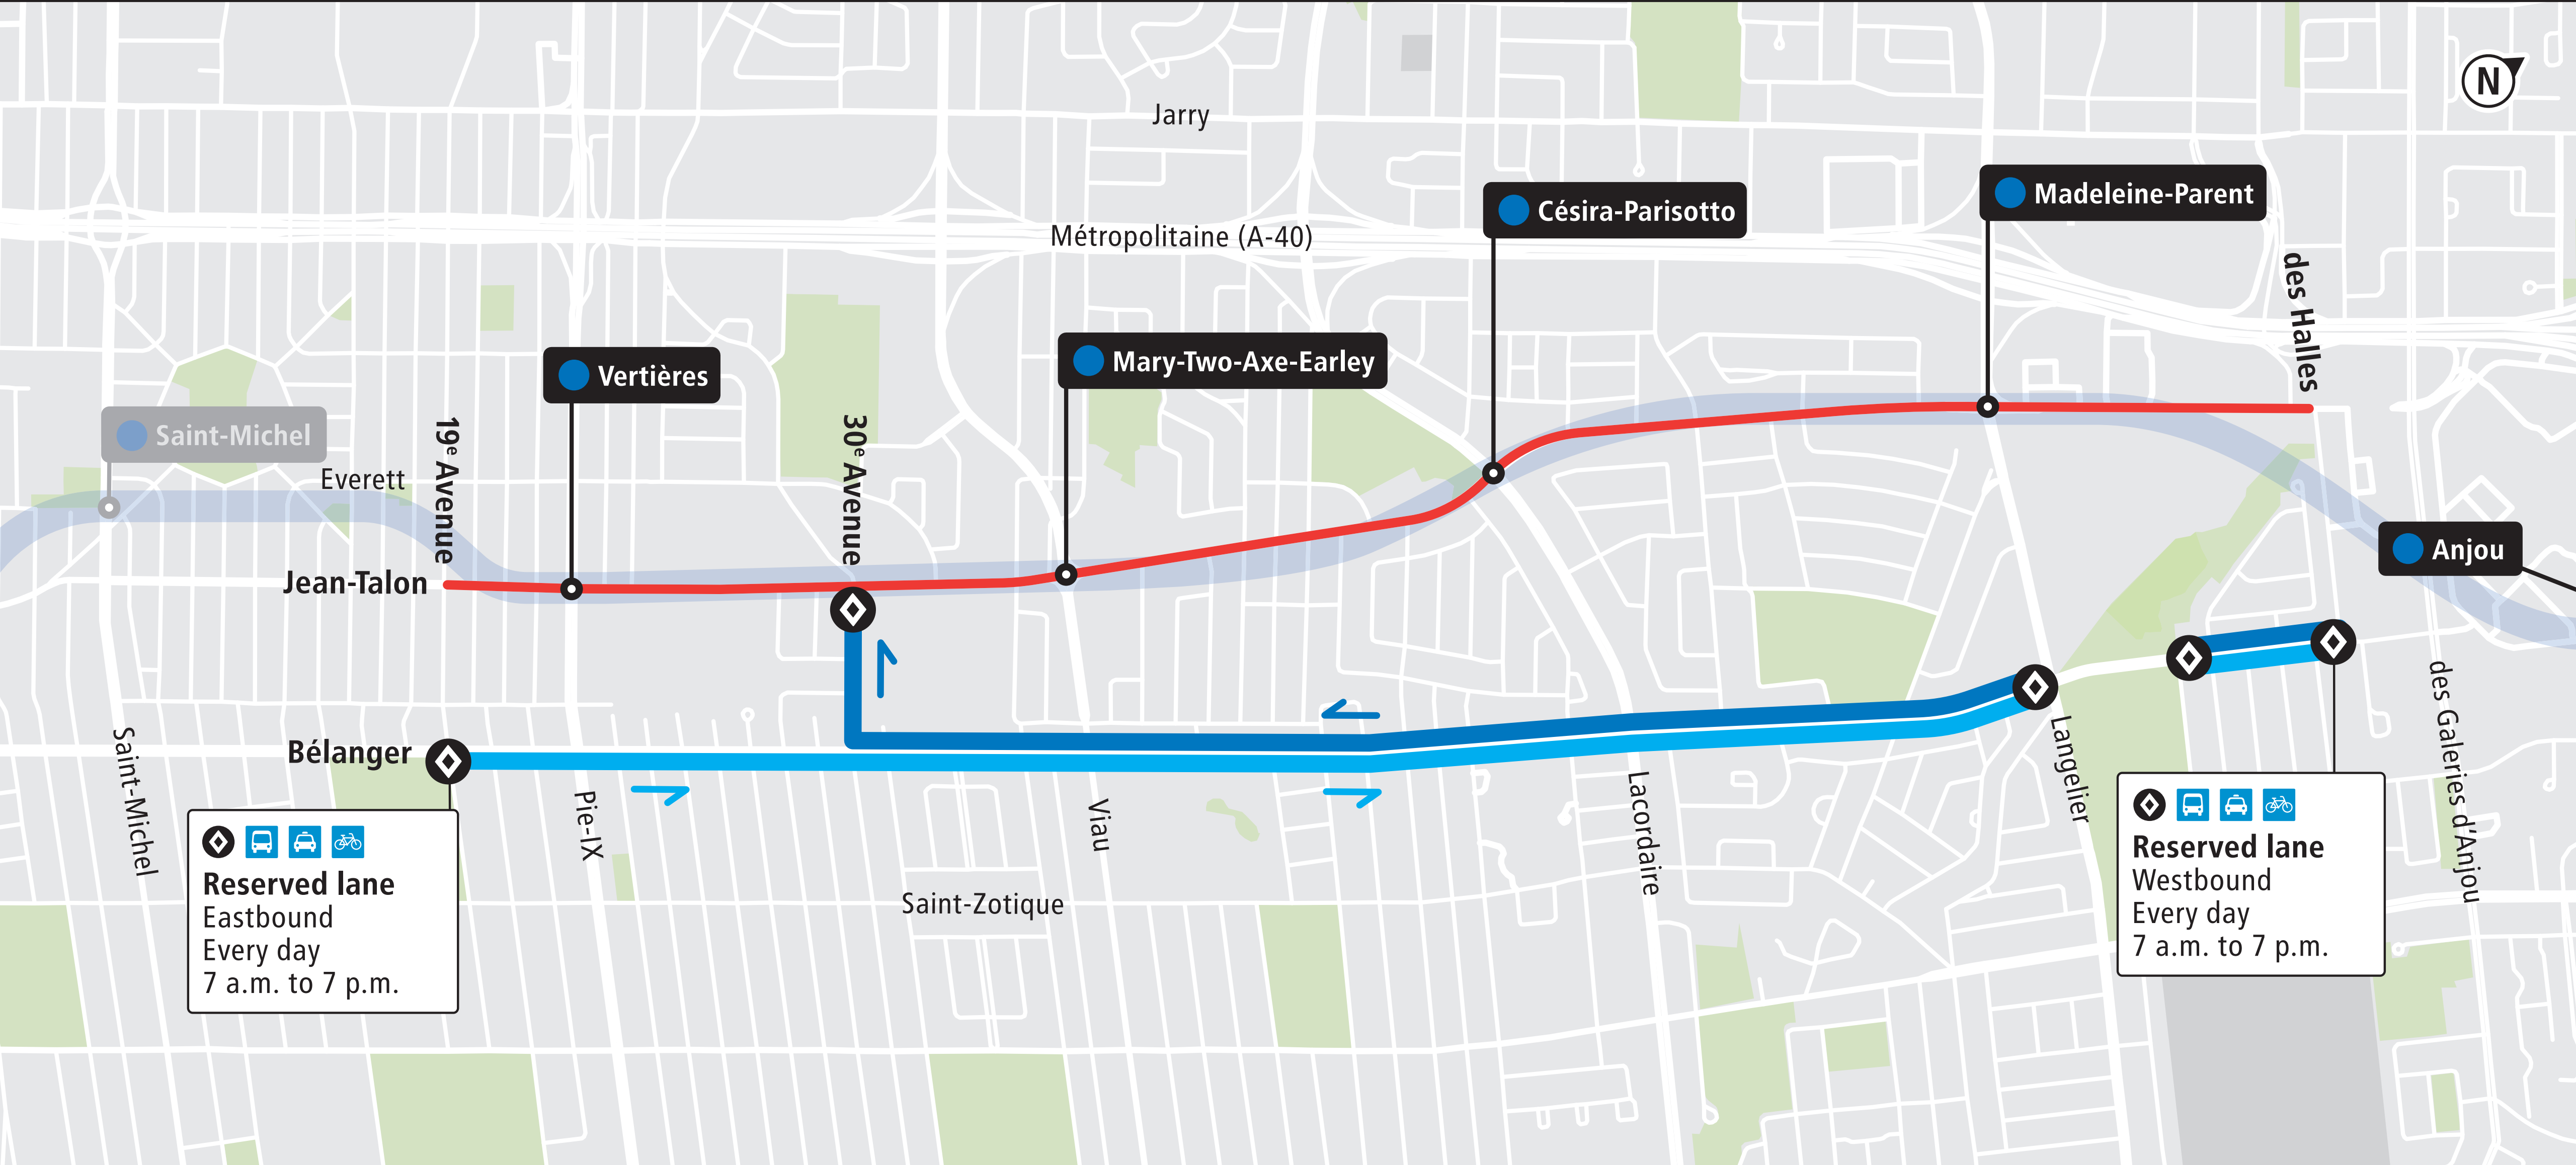 N
Jarry
Métropolitaine (A-40)
Césira-Parisotto
Madeleine-Parent
des Halles
Vertières
Mary-Two-Axe-Earley
Saint-Michel
Everett
19e Avenue
30e Avenue
Anjou
Jean-Talon
Bélanger
Saint-Michel
Pie-IX
Viau
Lacordaire
Langelier
des Galeries d'Anjou
Saint-Zotique
Reserved lane
Eastbound
Every day
7 a.m. to 7 p.m.
Reserved lane
Westbound
Every day
7 a.m. to 7 p.m.